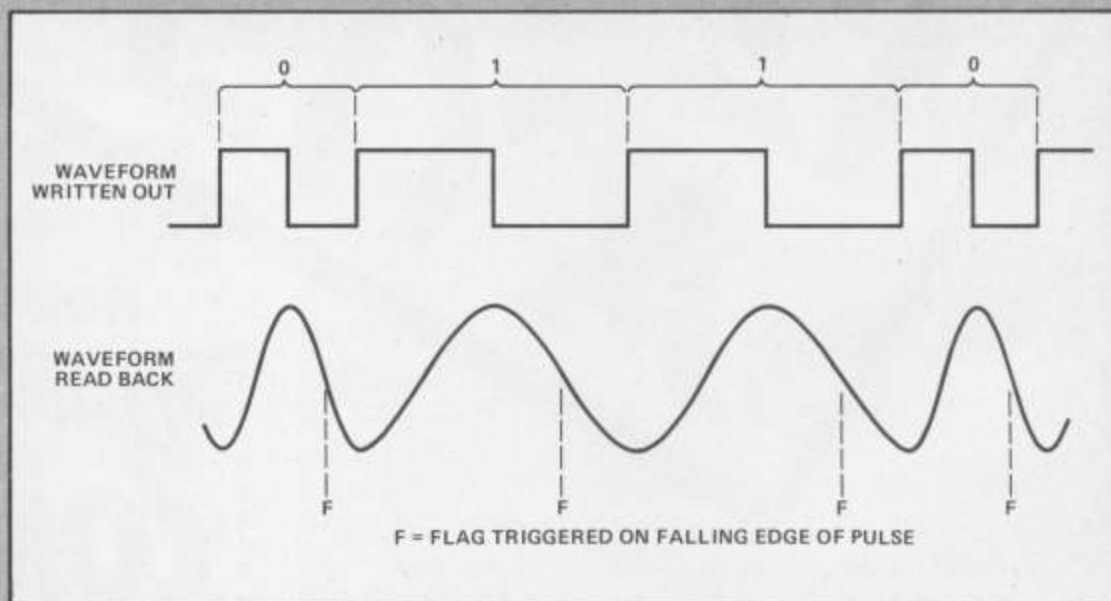 0 1 1 0
WAVEFORM
WRITTEN OUT
WAVEFORM
READ BACK
F F F F
F = FLAG TRIGGERED ON FALLING EDGE OF PULSE